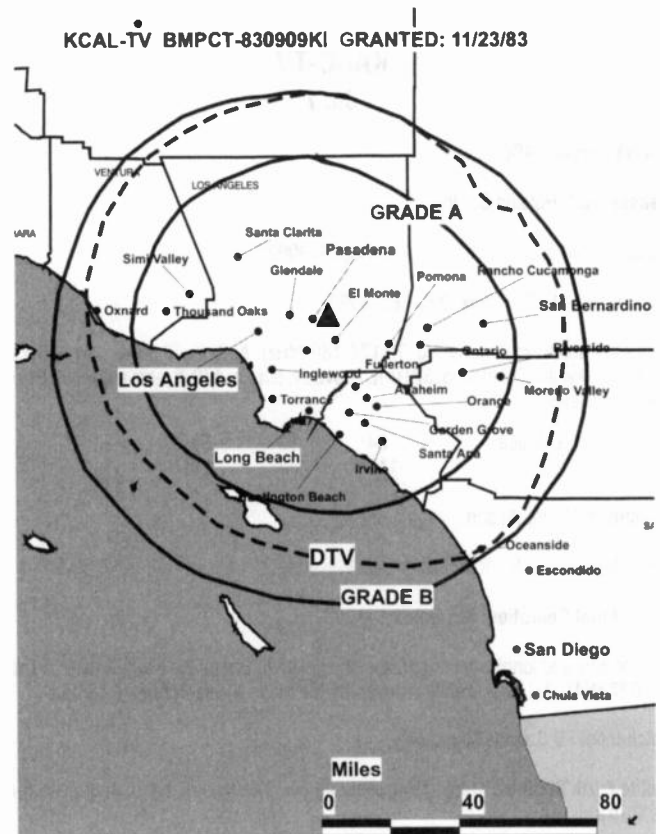 KCAL-TV BMPCT-830909KI GRANTED: 11/23/83
VENTURA
LOS ANGELES
GRADE A
Santa Clarita
Pasadena
Simi Valley
Glendale
El Monte
Pomona
Rancho Cucamonga
San Bernardino
Oxnard
Thousand Oaks
Riverside
Ontario
Fullerton
Los Angeles
Inglewood
Anaheim
Moreno Valley
Torrance
Orange
Garden Grove
Long Beach
Santa Ana
Irvine
Huntington Beach
Oceanside
DTV
Escondido
GRADE B
San Diego
Chula Vista
Miles
0 40 80